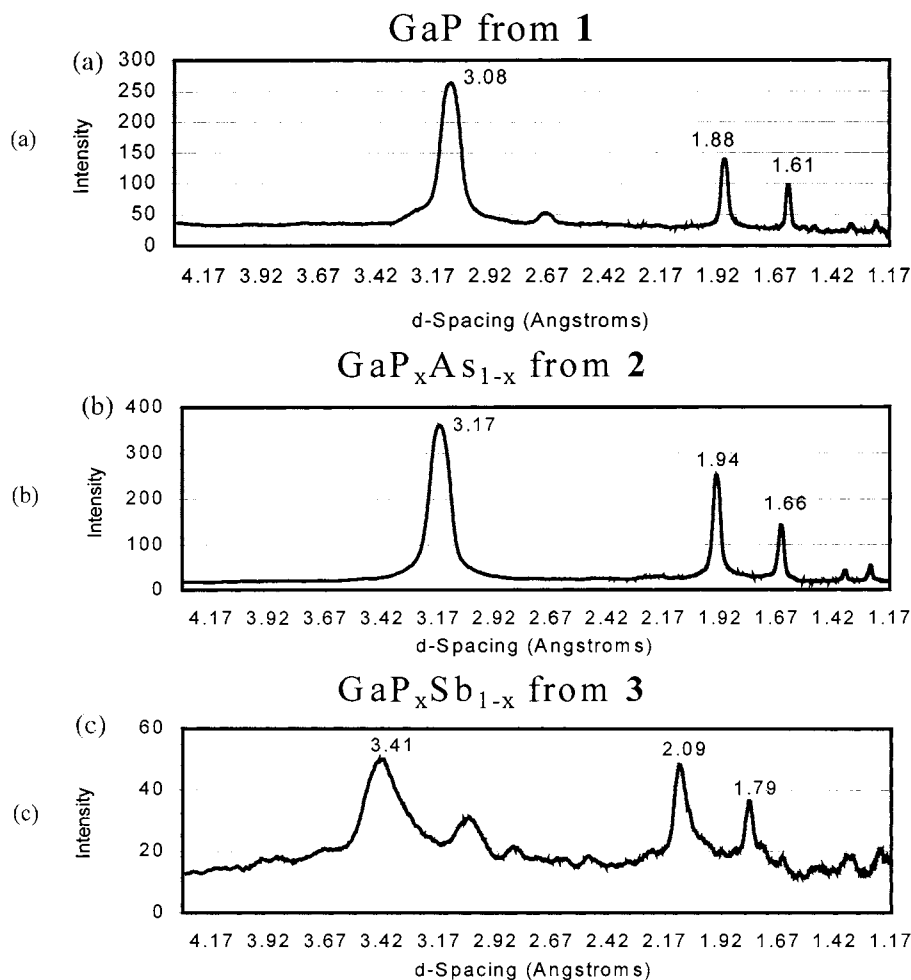 GaP from 1
(a)
(a)
Intensity
300
250
200
150
100
50
0
3.08
1.88
1.61
4.17 3.92 3.67 3.42 3.17 2.92 2.67 2.42 2.17 1.92 1.67 1.42 1.17
d-Spacing (Angstroms)
GaPxAs1-x from 2
(b)
(b)
Intensity
400
300
200
100
0
3.17
1.94
1.66
4.17 3.92 3.67 3.42 3.17 2.92 2.67 2.42 2.17 1.92 1.67 1.42 1.17
d-Spacing (Angstroms)
GaPxSb1-x from 3
(c)
(c)
Intensity
60
40
20
0
3.41
2.09
1.79
4.17 3.92 3.67 3.42 3.17 2.92 2.67 2.42 2.17 1.92 1.67 1.42 1.17
d-Spacing (Angstroms)